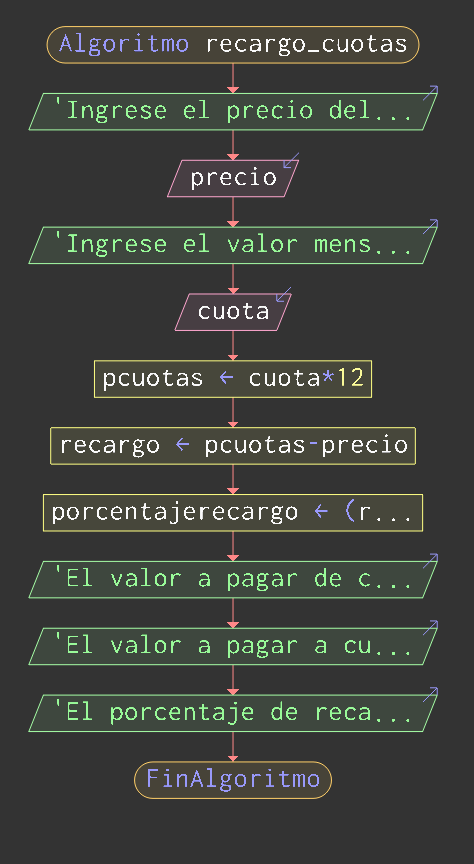 Algoritmo recargo_cuotas
'Ingrese el precio del...
precio
'Ingrese el valor mens...
cuota
pcuotas ← cuota*12
recargo ← pcuotas-precio
porcentajerecargo ← (r...
'El valor a pagar de c...
'El valor a pagar a cu...
'El porcentaje de reca...
FinAlgoritmo